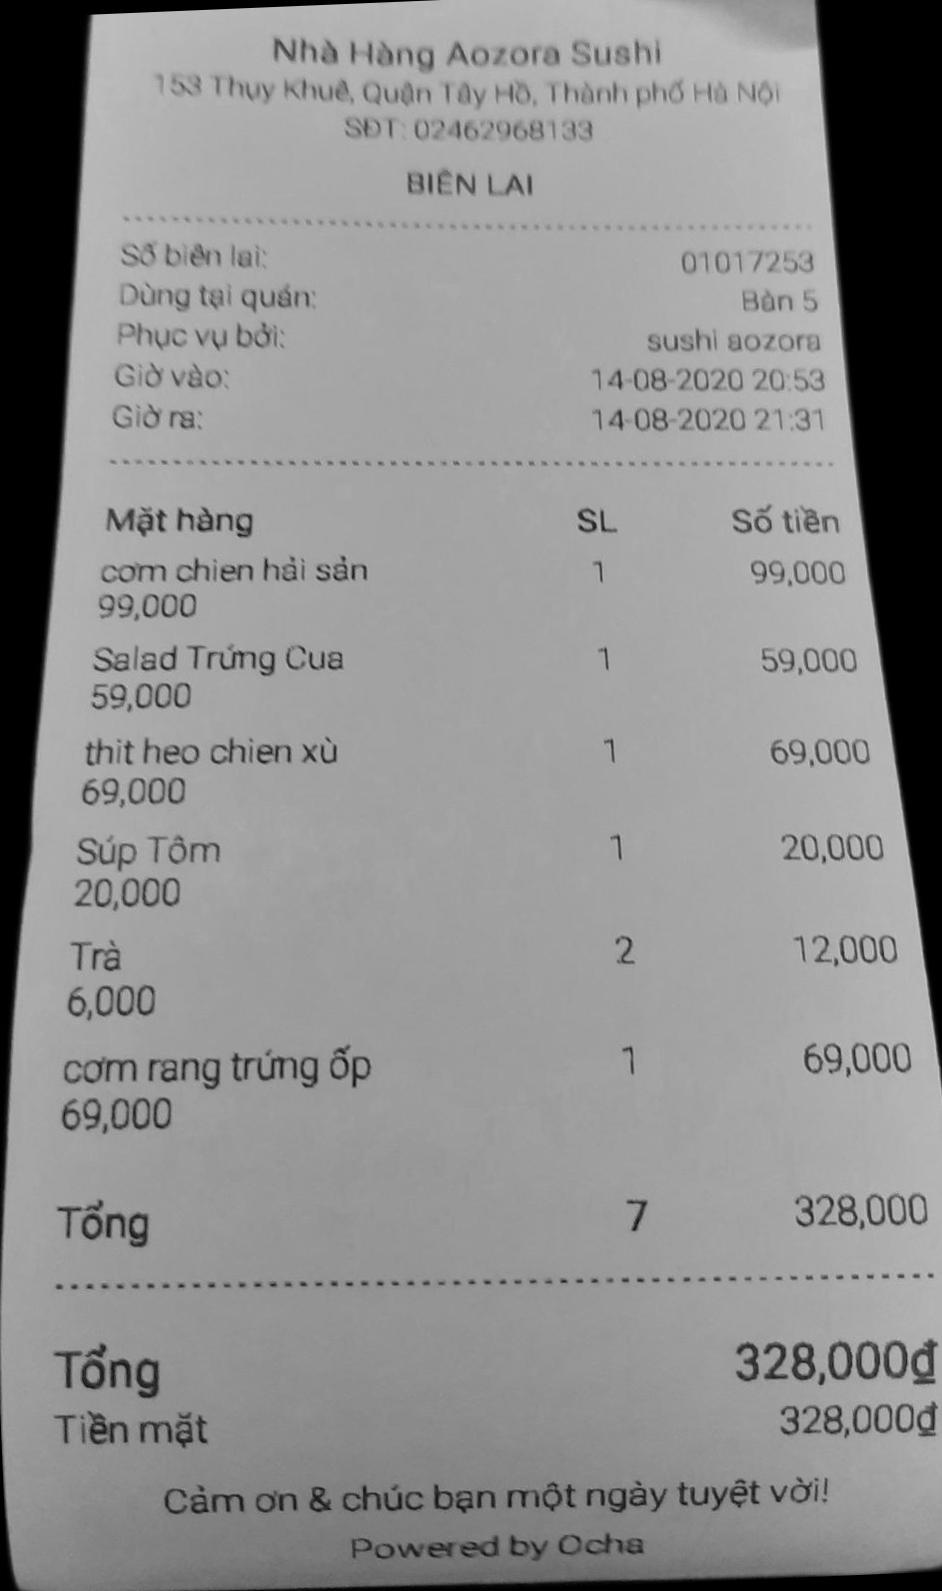 Nhà Hàng Aozora Sushi
153 Thụy Khuê, Quận Tây Hồ, Thành phố Hà Nội
SĐT: 02462968133
BIÊN LAI
Số biên lai: 01017253
Dùng tại quán: Bàn 5
Phục vụ bởi: sushi aozora
Giờ vào: 14-08-2020 20:53
Giờ ra: 14-08-2020 21:31
Mặt hàng SL Số tiền
cơm chien hải sản 1 99,000
99,000
Salad Trứng Cua 1 59,000
59,000
thit heo chien xù 1 69,000
69,000
Súp Tôm 1 20,000
20,000
Trà 2 12,000
6,000
cơm rang trứng ốp 1 69,000
69,000
Tổng 7 328,000
Tổng 328,000₫
Tiền mặt 328,000₫
Cảm ơn & chúc bạn một ngày tuyệt vời!
Powered by Ocha